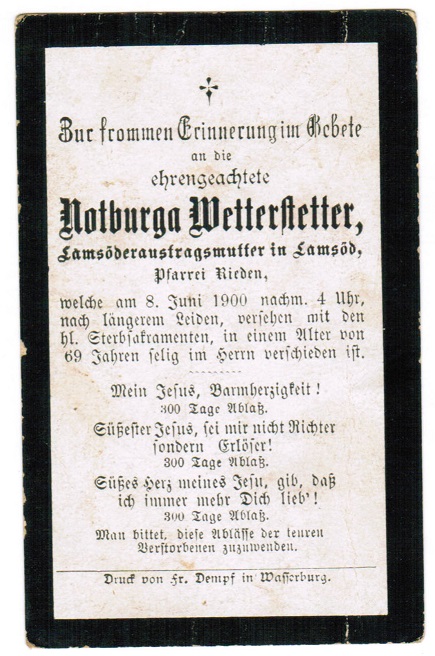 Zur frommen Erinnerung im Gebete
an die
ehrengeachtete
Notburga Wetterstetter,
Lamsöderaustragsmutter in Lamsöd,
Pfarrei Rieden,
welche am 8. Juni 1900 nachm. 4 Uhr,
nach längerem Leiden, versehen mit den
hl. Sterbsakramenten, in einem Alter von
69 Jahren selig im Herrn verschieden ist.
Mein Jesus, Barmherzigkeit!
300 Tage Ablaß.
Süßester Jesus, sei mir nicht Richter
sondern Erlöser!
300 Tage Ablaß.
Süßes Herz meines Jesu, gib, daß
ich immer mehr Dich lieb'!
300 Tage Ablaß.
Man bittet, diese Ablässe der teuren
Verstorbenen zuzuwenden.
Druck von Fr. Dempf in Wasserburg.